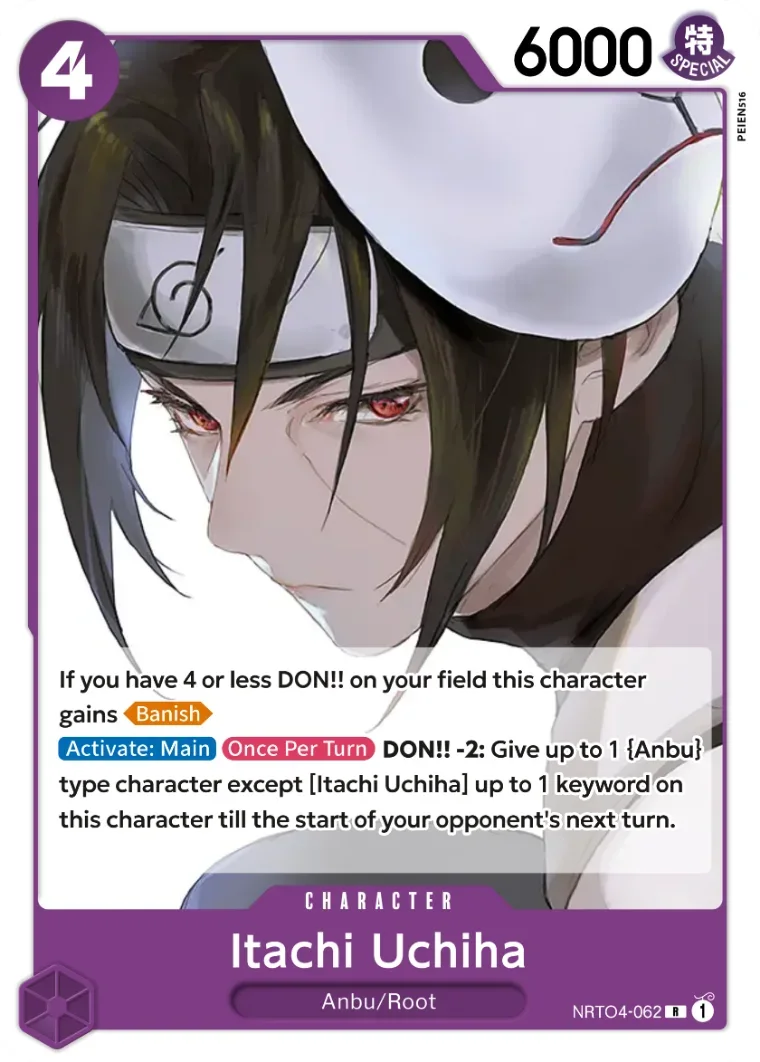 4
6000
特
SPECIAL
PEIEN516
If you have 4 or less DON!! on your field this character
gains Banish
Activate: Main Once Per Turn DON!! -2: Give up to 1 {Anbu}
type character except [Itachi Uchiha] up to 1 keyword on
this character till the start of your opponent's next turn.
CHARACTER
Itachi Uchiha
Anbu/Root
NRTO4-062 R 1